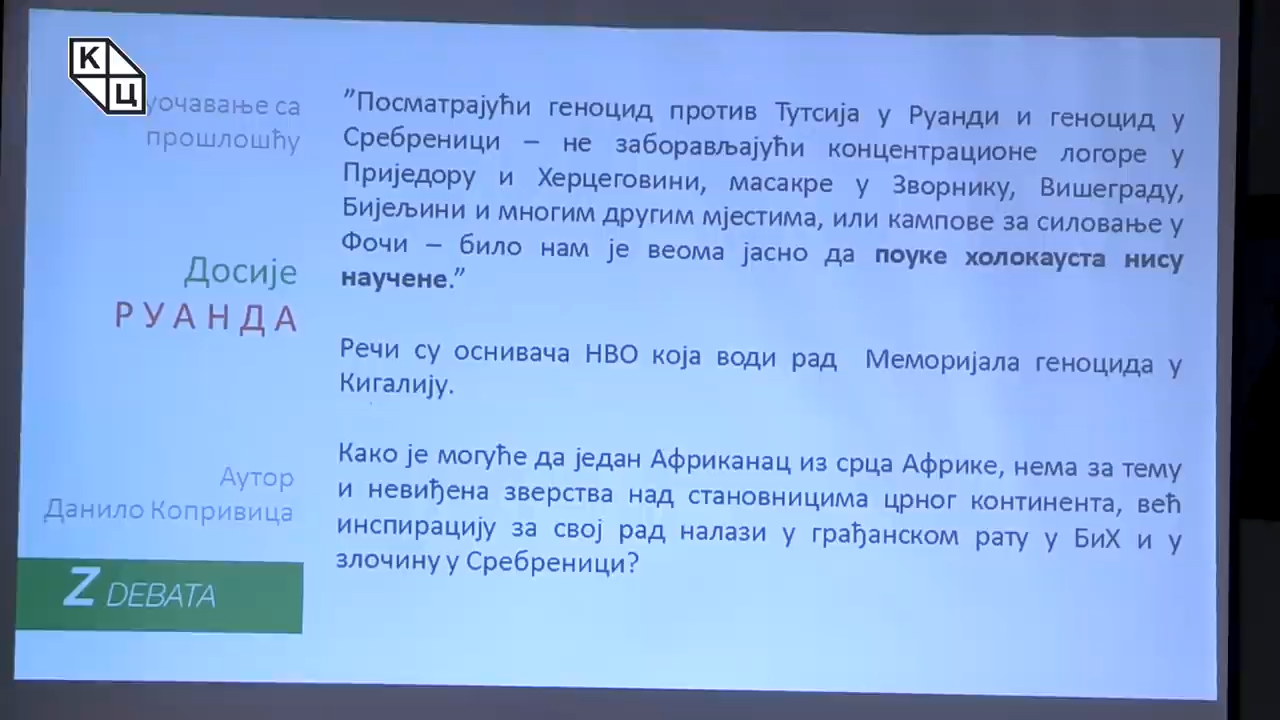 К
Ц
уочавање са
прошлошћу
Досије
РУАНДА
Аутор
Данило Копривица
Z DEBATA
”Посматрајући геноцид против Тутсија у Руанди и геноцид у
Сребреници – не заборављајући концентрационе логоре у
Приједору и Херцеговини, масакре у Зворнику, Вишеграду,
Бијељини и многим другим мјестима, или кампове за силовање у
Фочи – било нам је веома јасно да поуке холокауста нису
научене.”
Речи су оснивача НВО која води рад Меморијала геноцида у
Кигалију.
Како је могуће да један Африканац из срца Африке, нема за тему
и невиђена зверства над становницима црног континента, већ
инспирацију за свој рад налази у грађанском рату у БиХ и у
злочину у Сребреници?